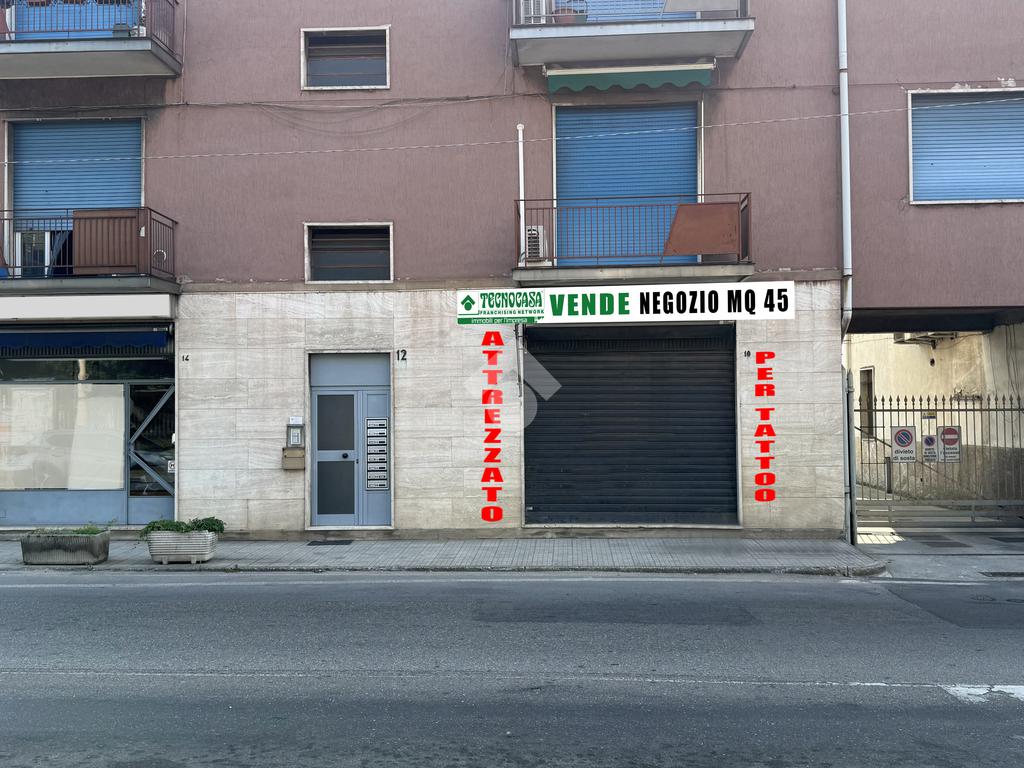 TECNOCASA
FRANCHISING NETWORK
immobili per l'impresa
VENDE NEGOZIO MQ 45
ATTREZZATO
PER TATTOO
14
12
10
divieto
di sosta